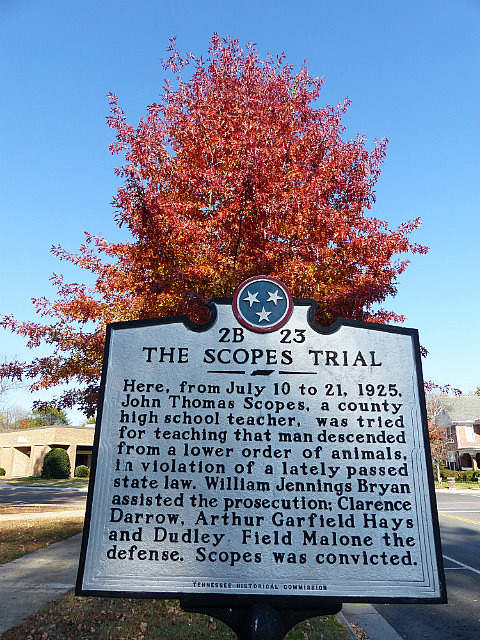 2B 23
THE SCOPES TRIAL
Here, from July 10 to 21, 1925,
John Thomas Scopes, a county
high school teacher, was tried
for teaching that man descended
from a lower order of animals,
in violation of a lately passed
state law. William Jennings Bryan
assisted the prosecution; Clarence
Darrow, Arthur Garfield Hays
and Dudley Field Malone the
defense. Scopes was convicted.
TENNESSEE HISTORICAL COMMISSION